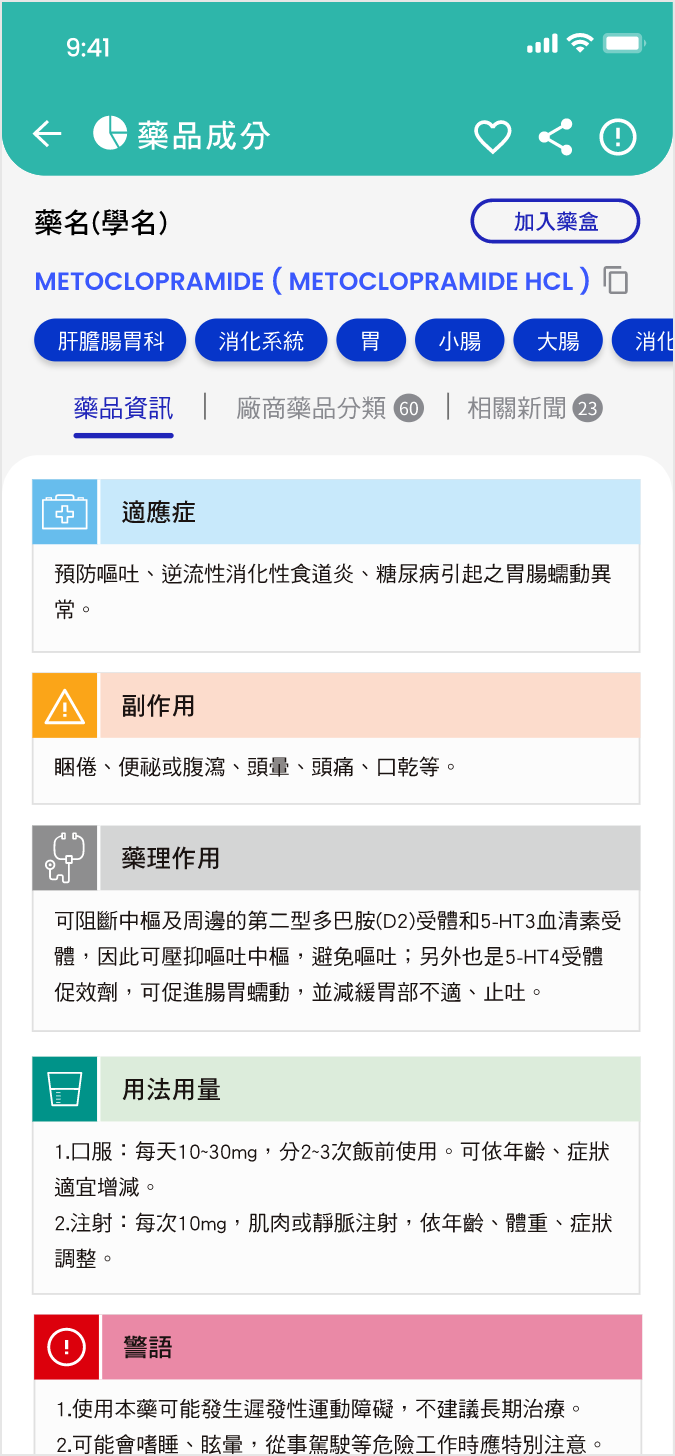 9:41
藥品成分
藥名(學名)
加入藥盒
METOCLOPRAMIDE ( METOCLOPRAMIDE HCL )
肝膽腸胃科 消化系統 胃 小腸 大腸 消化
藥品資訊 | 廠商藥品分類 60 | 相關新聞 23
適應症
預防嘔吐、逆流性消化性食道炎、糖尿病引起之胃腸蠕動異
常。
副作用
睏倦、便祕或腹瀉、頭暈、頭痛、口乾等。
藥理作用
可阻斷中樞及周邊的第二型多巴胺(D2)受體和5-HT3血清素受
體，因此可壓抑嘔吐中樞，避免嘔吐；另外也是5-HT4受體
促效劑，可促進腸胃蠕動，並減緩胃部不適、止吐。
用法用量
1.口服：每天10~30mg，分2~3次飯前使用。可依年齡、症狀
適宜增減。
2.注射：每次10mg，肌肉或靜脈注射，依年齡、體重、症狀
調整。
警語
1.使用本藥可能發生遲發性運動障礙，不建議長期治療。
2.可能會嗜睡、眩暈，從事駕駛等危險工作時應特別注意。